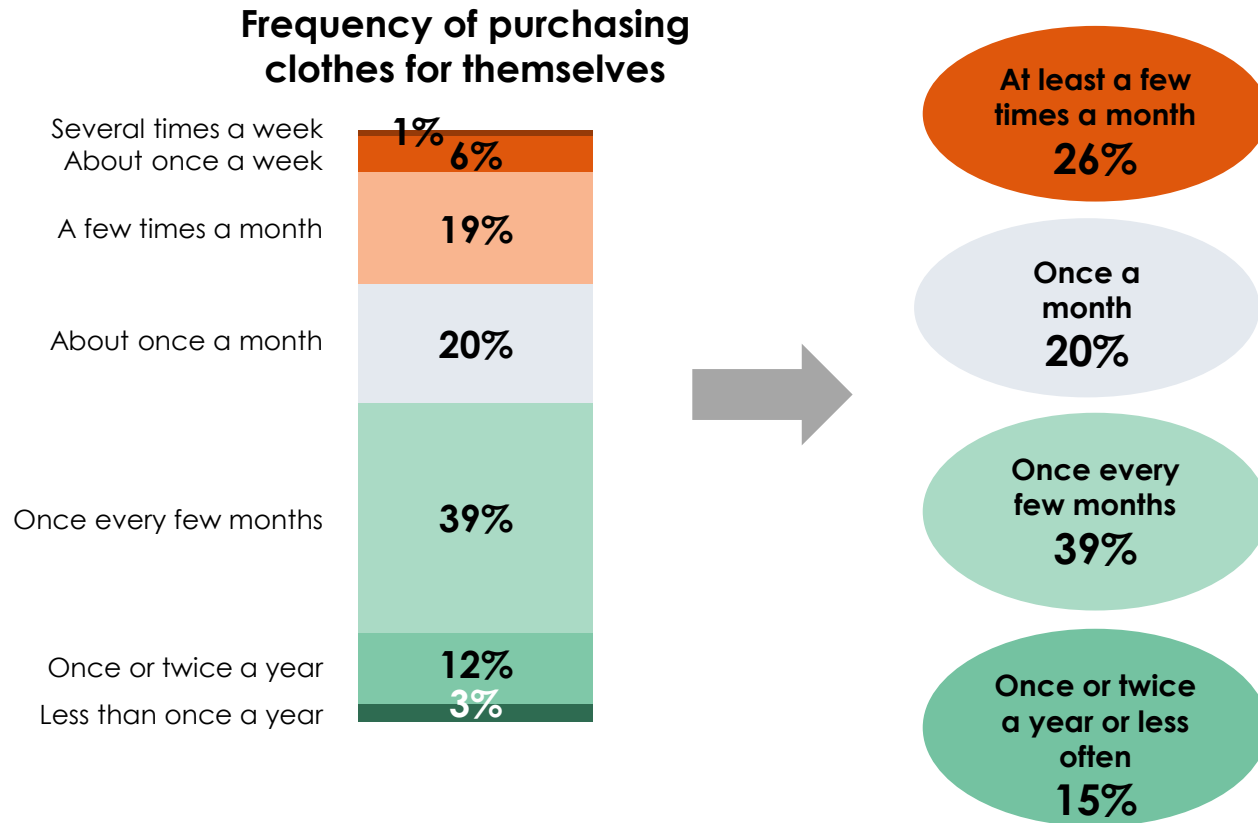 Frequency of purchasing
clothes for themselves
Several times a week
1%
About once a week
6%
A few times a month
19%
About once a month
20%
Once every few months
39%
Once or twice a year
12%
Less than once a year
3%
At least a few
times a month
26%
Once a
month
20%
Once every
few months
39%
Once or twice
a year or less
often
15%